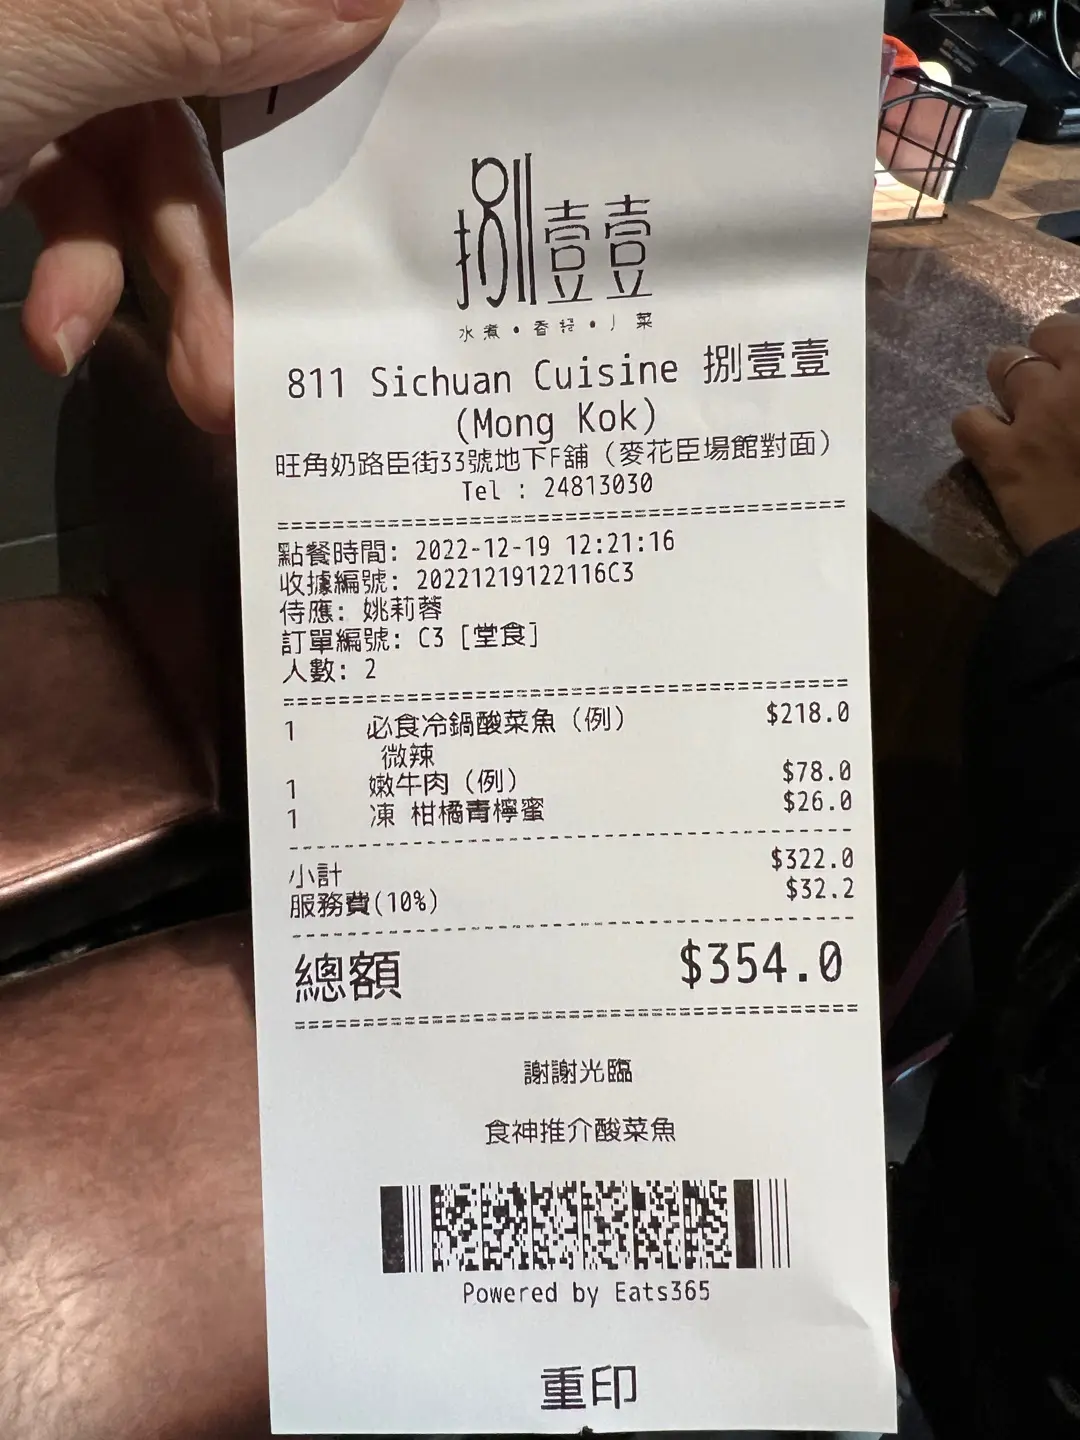 捌壹壹
水煮・香鍋・小菜
811 Sichuan Cuisine 捌壹壹
(Mong Kok)
旺角奶路臣街33號地下F舖（麥花臣場館對面）
Tel : 24813030
點餐時間: 2022-12-19 12:21:16
收據編號: 20221219122116C3
侍應: 姚莉蓉
訂單編號: C3 [堂食]
人數: 2
1 必食冷鍋酸菜魚（例） $218.0
微辣
1 嫩牛肉（例） $78.0
1 凍 柑橘青檸蜜 $26.0
小計 $322.0
服務費(10%) $32.2
總額 $354.0
謝謝光臨
食神推介酸菜魚
Powered by Eats365
重印